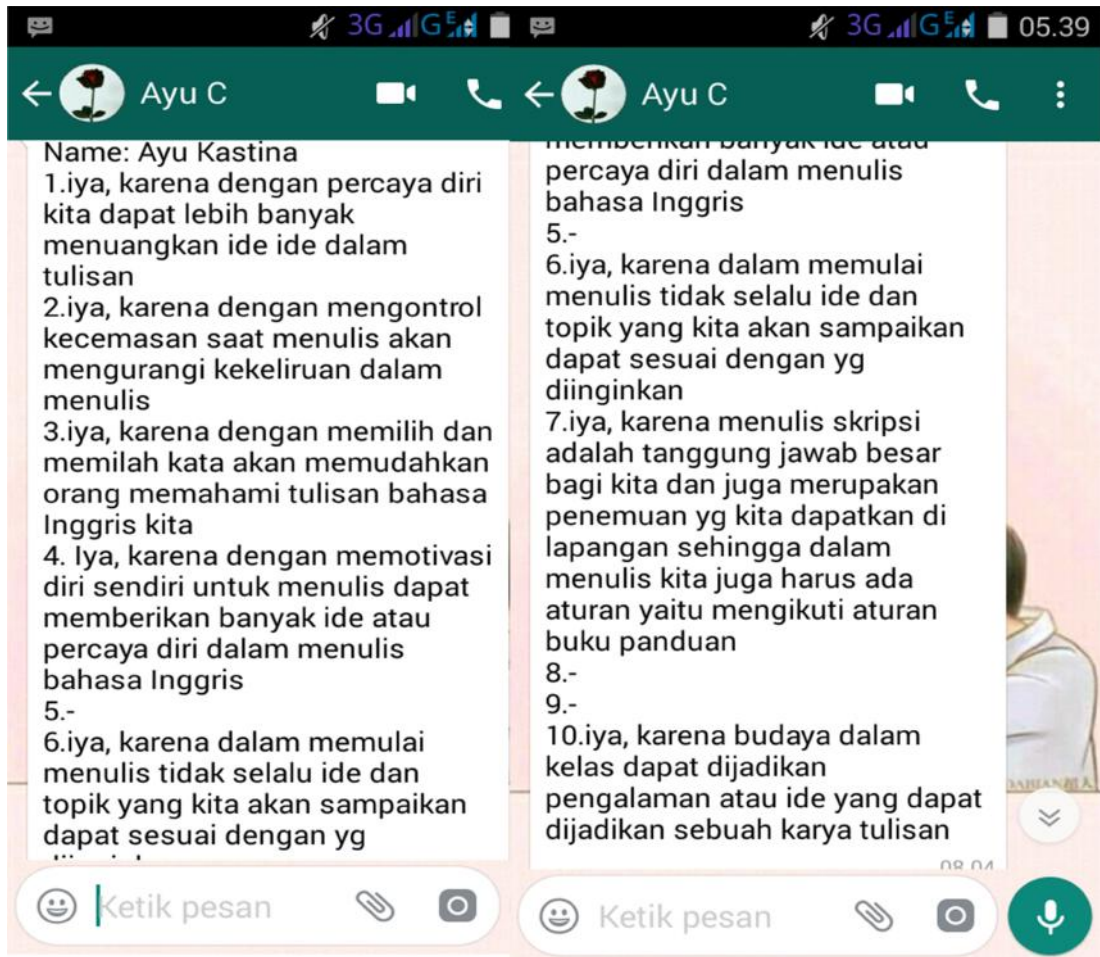 3G G E
Ayu C
Name: Ayu Kastina
1.iya, karena dengan percaya diri
kita dapat lebih banyak
menuangkan ide ide dalam
tulisan
2.iya, karena dengan mengontrol
kecemasan saat menulis akan
mengurangi kekeliruan dalam
menulis
3.iya, karena dengan memilih dan
memilah kata akan memudahkan
orang memahami tulisan bahasa
Inggris kita
4. Iya, karena dengan memotivasi
diri sendiri untuk menulis dapat
memberikan banyak ide atau
percaya diri dalam menulis
bahasa Inggris
5.-
6.iya, karena dalam memulai
menulis tidak selalu ide dan
topik yang kita akan sampaikan
dapat sesuai dengan yg
Ketik pesan
3G G E 05.39
Ayu C
memberikan banyak ide atau
percaya diri dalam menulis
bahasa Inggris
5.-
6.iya, karena dalam memulai
menulis tidak selalu ide dan
topik yang kita akan sampaikan
dapat sesuai dengan yg
diinginkan
7.iya, karena menulis skripsi
adalah tanggung jawab besar
bagi kita dan juga merupakan
penemuan yg kita dapatkan di
lapangan sehingga dalam
menulis kita juga harus ada
aturan yaitu mengikuti aturan
buku panduan
8.-
9.-
10.iya, karena budaya dalam
kelas dapat dijadikan
pengalaman atau ide yang dapat
dijadikan sebuah karya tulisan
08.04
Ketik pesan